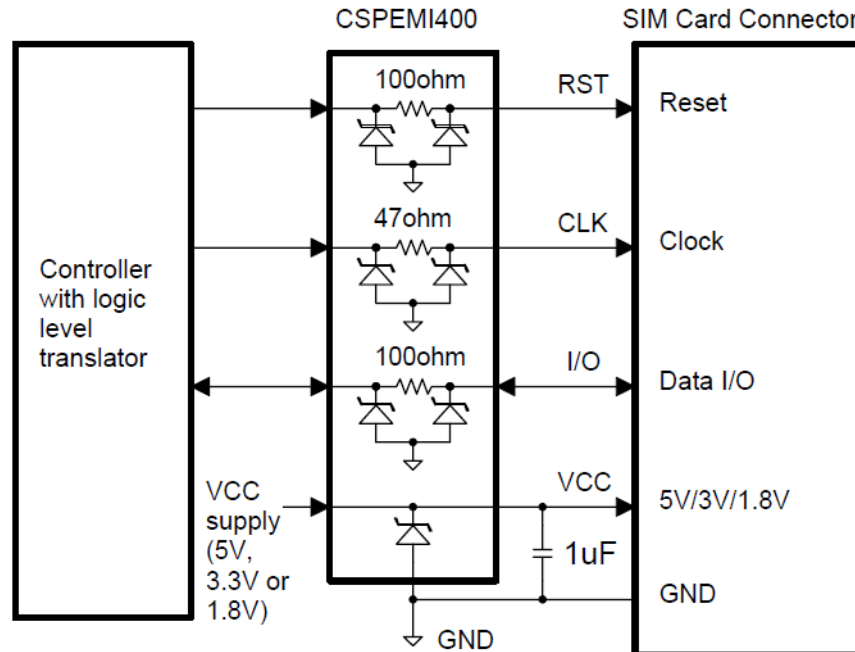 CSPEMI400
SIM Card Connector
100ohm
RST
Reset
47ohm
CLK
Clock
Controller
with logic
level
translator
100ohm
I/O
Data I/O
VCC
supply
(5V,
3.3V or
1.8V)
VCC
5V/3V/1.8V
1uF
GND
GND